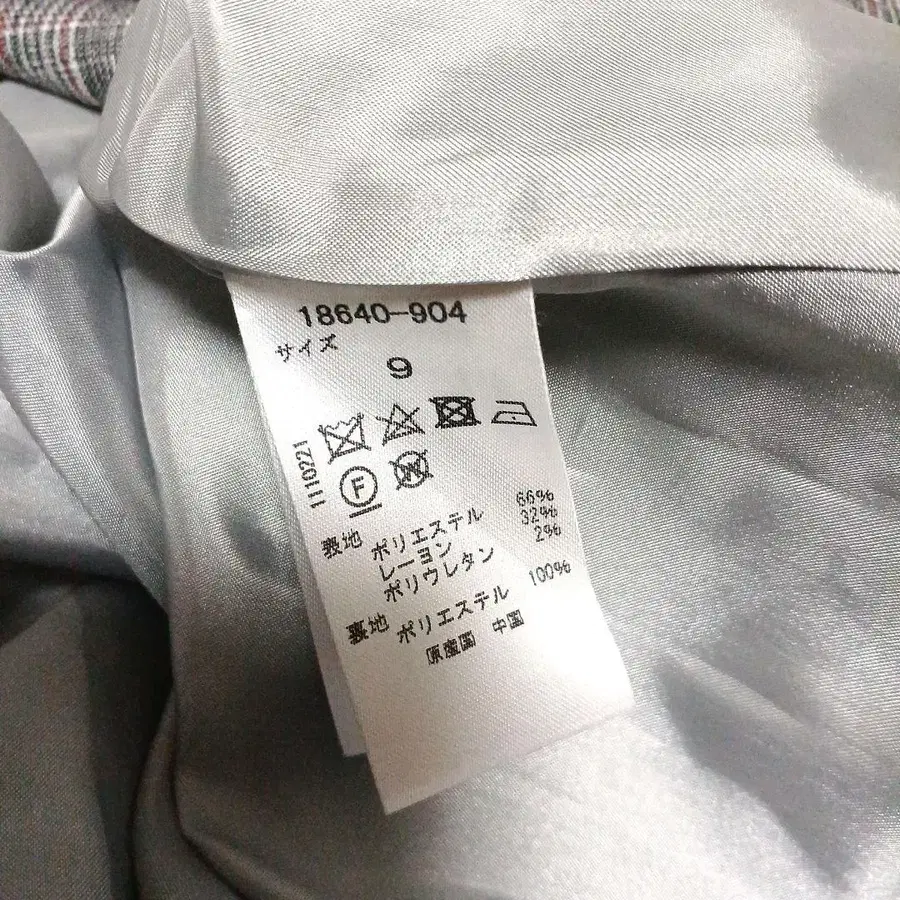 18640-904
サイズ
9
1110221
F
W
表地 ポリエステル 66%
レーヨン 32%
ポリウレタン 2%
裏地 ポリエステル 100%
原産国 中国